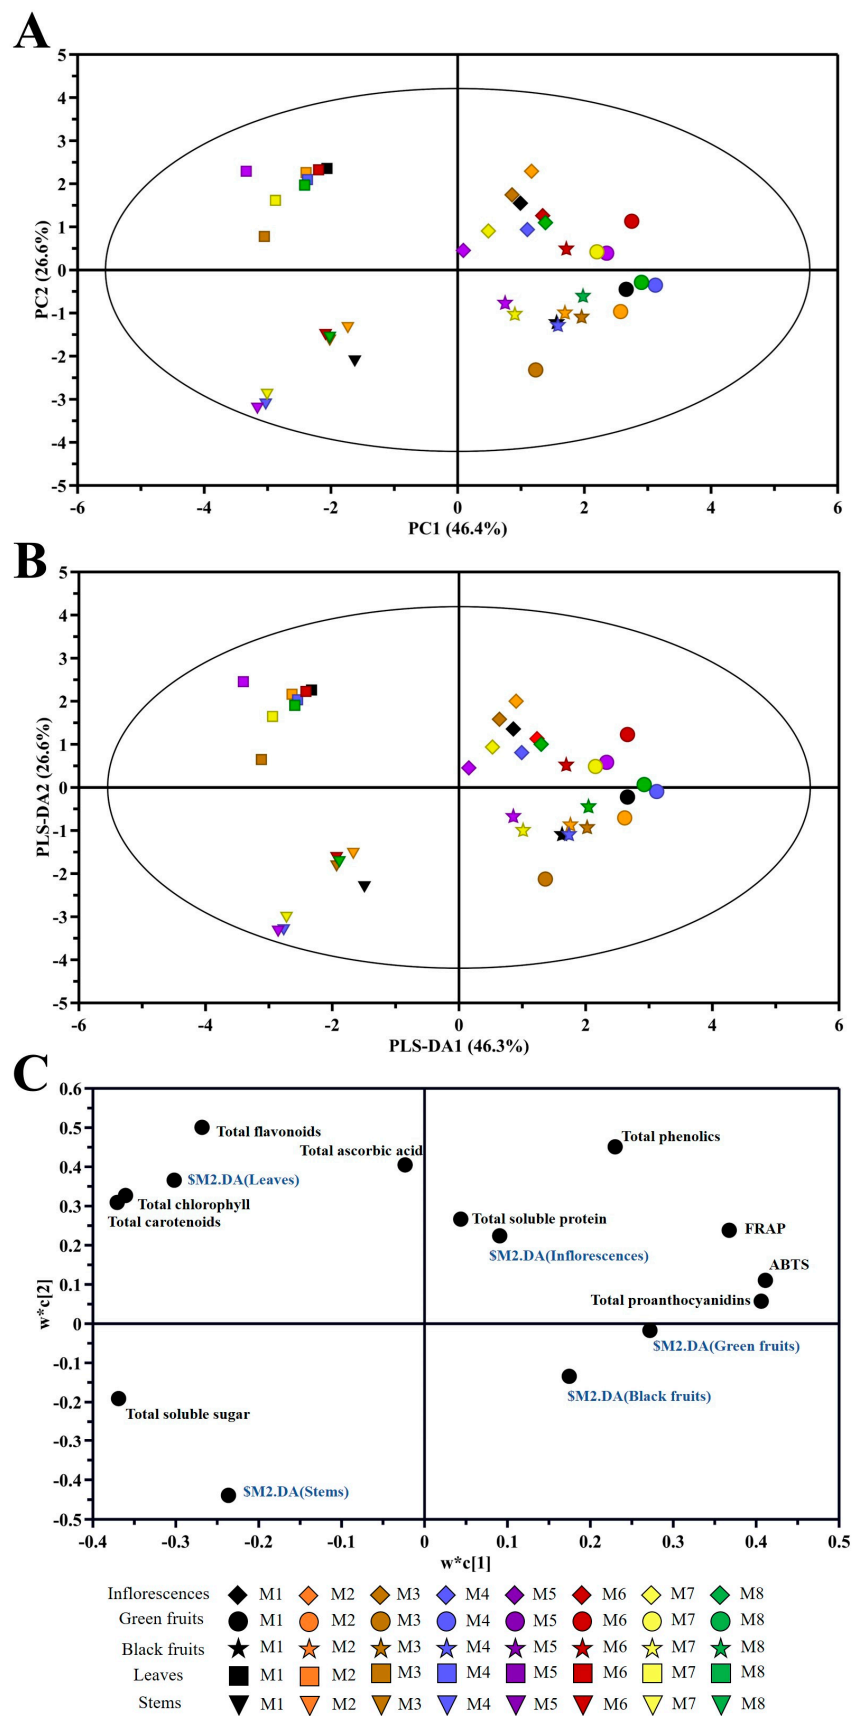 A
5
4
3
2
1
0
-1
-2
-3
-4
-5
PC2 (26.6%)
-6 -4 -2 0 2 4 6
PC1 (46.4%)
B
5
4
3
2
1
0
-1
-2
-3
-4
-5
PLS-DA2 (26.6%)
-6 -4 -2 0 2 4 6
PLS-DA1 (46.3%)
C
0.6
0.5
0.4
0.3
0.2
0.1
0
-0.1
-0.2
-0.3
-0.4
-0.5
w*c[2]
Total flavonoids
Total phenolics
Total ascorbic acid
$M2.DA(Leaves)
Total chlorophyll
Total carotenoids
Total soluble protein
FRAP
$M2.DA(Inflorescences)
ABTS
Total proanthocyanidins
$M2.DA(Green fruits)
$M2.DA(Black fruits)
Total soluble sugar
$M2.DA(Stems)
-0.4 -0.3 -0.2 -0.1 0 0.1 0.2 0.3 0.4 0.5
w*c[1]
Inflorescences M1 M2 M3 M4 M5 M6 M7 M8
Green fruits M1 M2 M3 M4 M5 M6 M7 M8
Black fruits M1 M2 M3 M4 M5 M6 M7 M8
Leaves M1 M2 M3 M4 M5 M6 M7 M8
Stems M1 M2 M3 M4 M5 M6 M7 M8